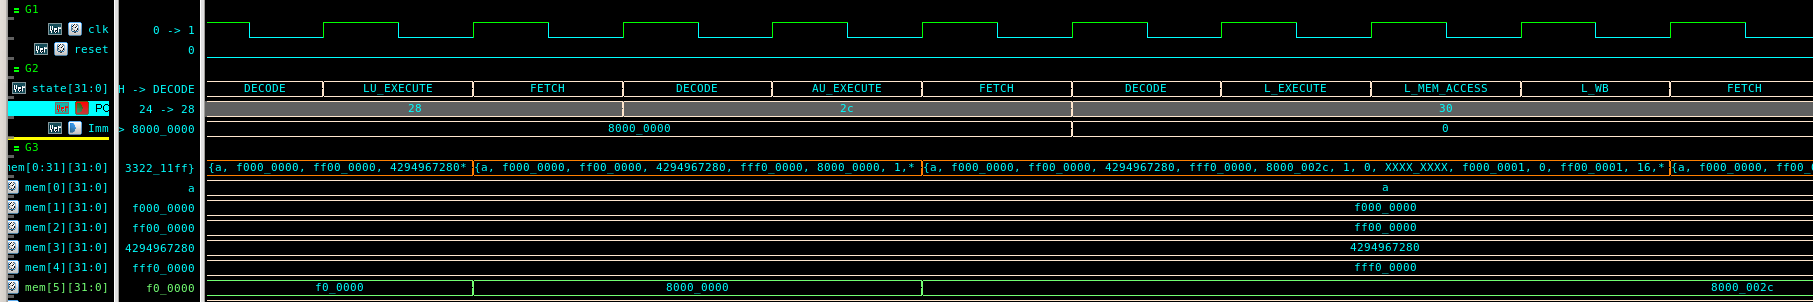 G1
Ver clk 0 -> 1
Ver reset 0
G2
Ver state[31:0] H -> DECODE DECODE LU_EXECUTE FETCH DECODE AU_EXECUTE FETCH DECODE L_EXECUTE L_MEM_ACCESS L_WB FETCH
Ver PC 24 -> 28 28 2c 30
Ver Imm > 8000_0000 8000_0000 0
G3
mem[0:31][31:0] 3322_11ff} {a, f000_0000, ff00_0000, 4294967280* {a, f000_0000, ff00_0000, 4294967280, fff0_0000, 8000_0000, 1,* {a, f000_0000, ff00_0000, 4294967280, fff0_0000, 8000_002c, 1, 0, XXXX_XXXX, f000_0001, 0, ff00_0001, 16,* {a, f000_0000, ff00_0
mem[0][31:0] a a
mem[1][31:0] f000_0000 f000_0000
mem[2][31:0] ff00_0000 ff00_0000
mem[3][31:0] 4294967280 4294967280
mem[4][31:0] fff0_0000 fff0_0000
mem[5][31:0] f0_0000 f0_0000 8000_0000 8000_002c